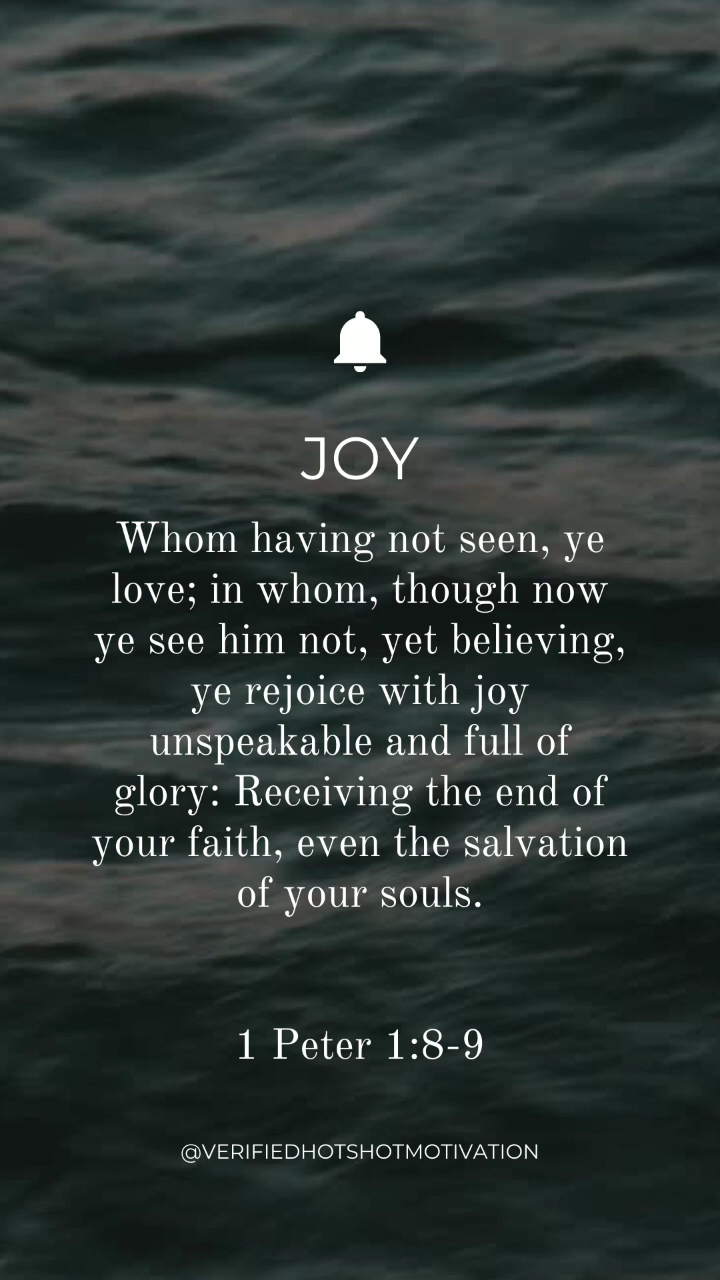 JOY
Whom having not seen, ye
love; in whom, though now
ye see him not, yet believing,
ye rejoice with joy
unspeakable and full of
glory: Receiving the end of
your faith, even the salvation
of your souls.
1 Peter 1:8-9
@VERIFIEDHOTSHOTMOTIVATION